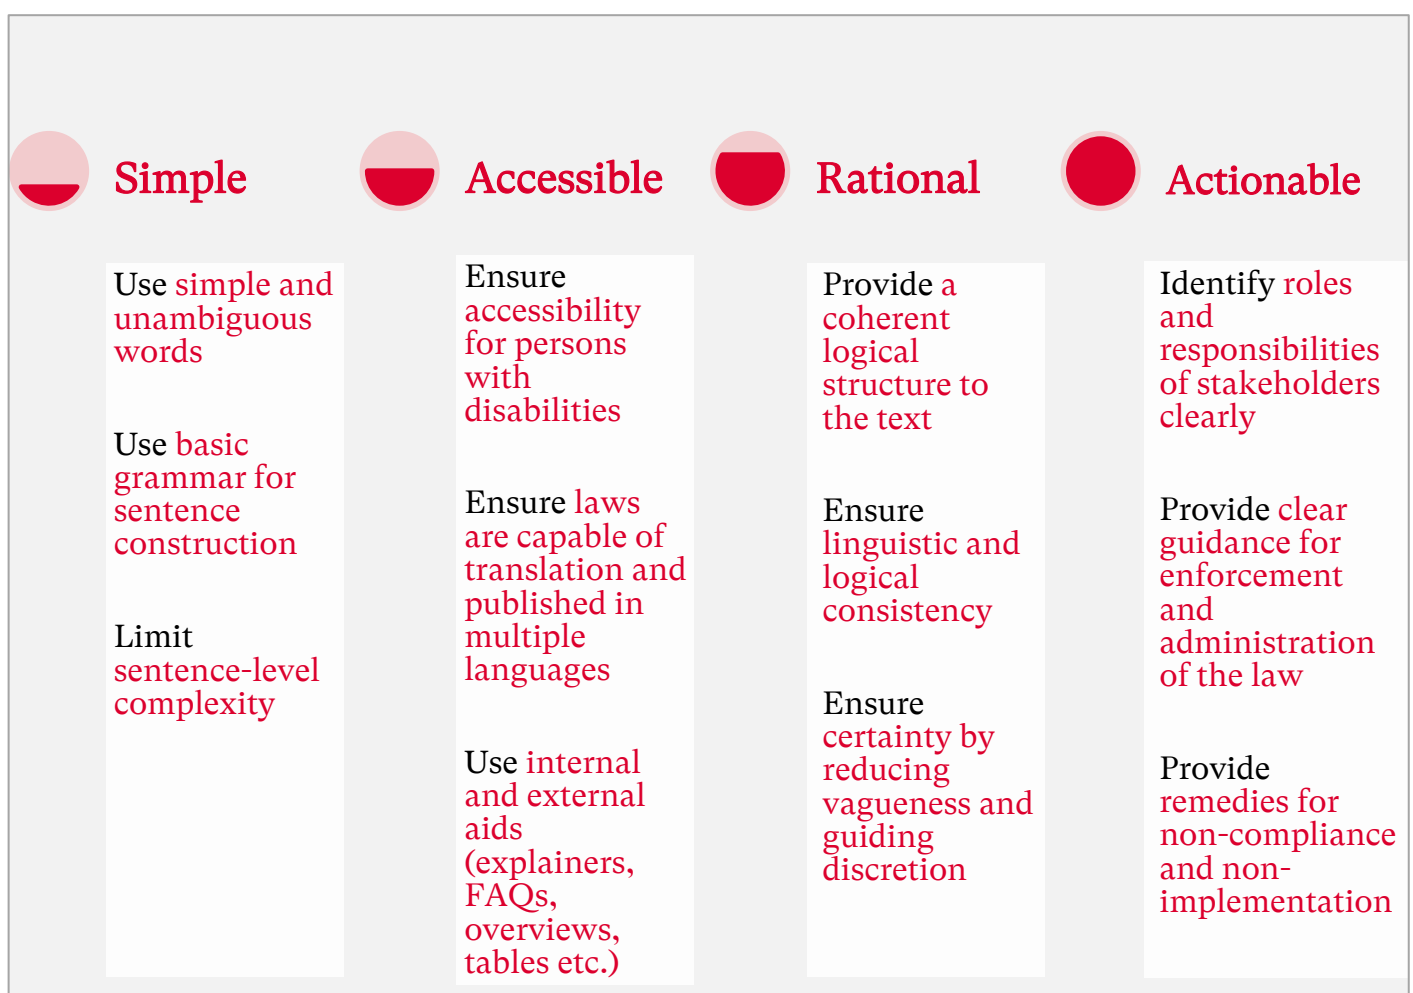 Simple
Use simple and
unambiguous
words
Use basic
grammar for
sentence
construction
Limit
sentence-level
complexity
Accessible
Ensure
accessibility
for persons
with
disabilities
Ensure laws
are capable of
translation and
published in
multiple
languages
Use internal
and external
aids
(explainers,
FAQs,
overviews,
tables etc.)
Rational
Provide a
coherent
logical
structure to
the text
Ensure
linguistic and
logical
consistency
Ensure
certainty by
reducing
vagueness and
guiding
discretion
Actionable
Identify roles
and
responsibilities
of stakeholders
clearly
Provide clear
guidance for
enforcement
and
administration
of the law
Provide
remedies for
non-compliance
and non-
implementation